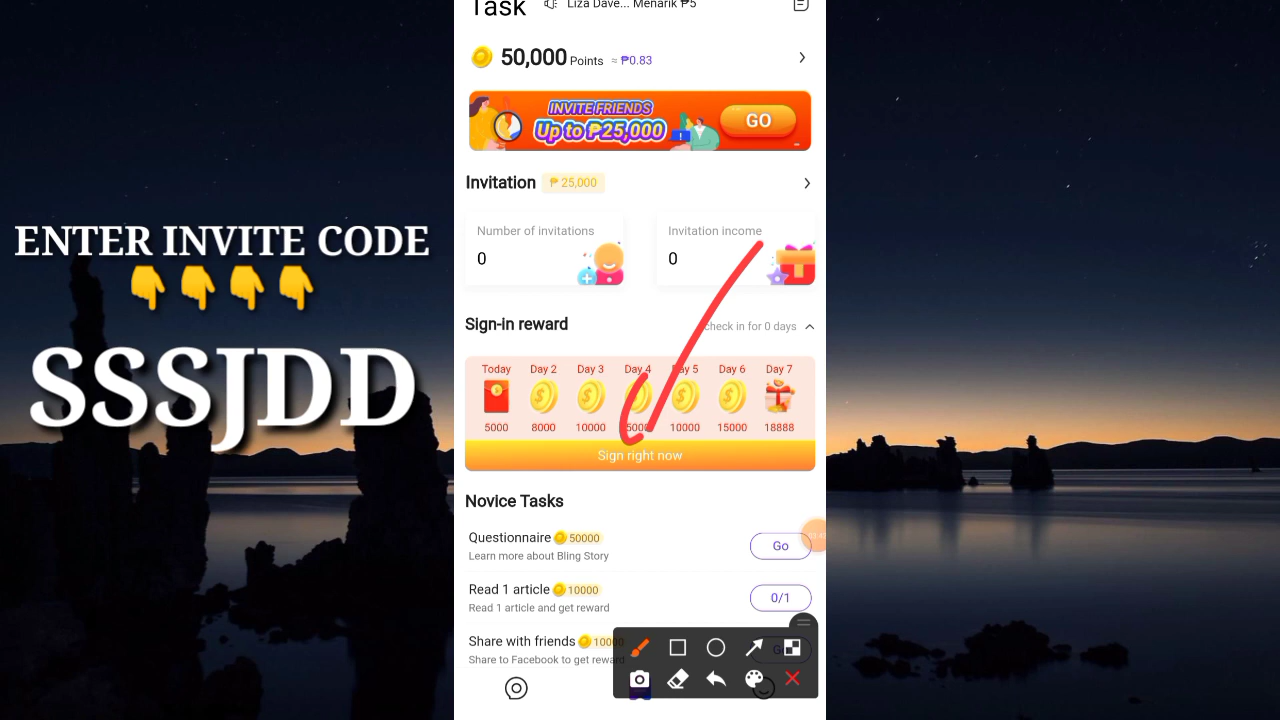 ENTER INVITE CODE
SSSJDD
Task
Liza Dave... Menarik ₱5
50,000 Points ≈ ₱0.83
INVITE FRIENDS
Up to ₱25,000
GO
Invitation ₱ 25,000
Number of invitations
0
Invitation income
0
Sign-in reward
check in for 0 days
Today Day 2 Day 3 Day 4 Day 5 Day 6 Day 7
5000 8000 10000 10000 15000 18888
Sign right now
Novice Tasks
Questionnaire 50000
Learn more about Bling Story
Go
Read 1 article 10000
Read 1 article and get reward
0/1
Share with friends
Share to Facebook to get reward